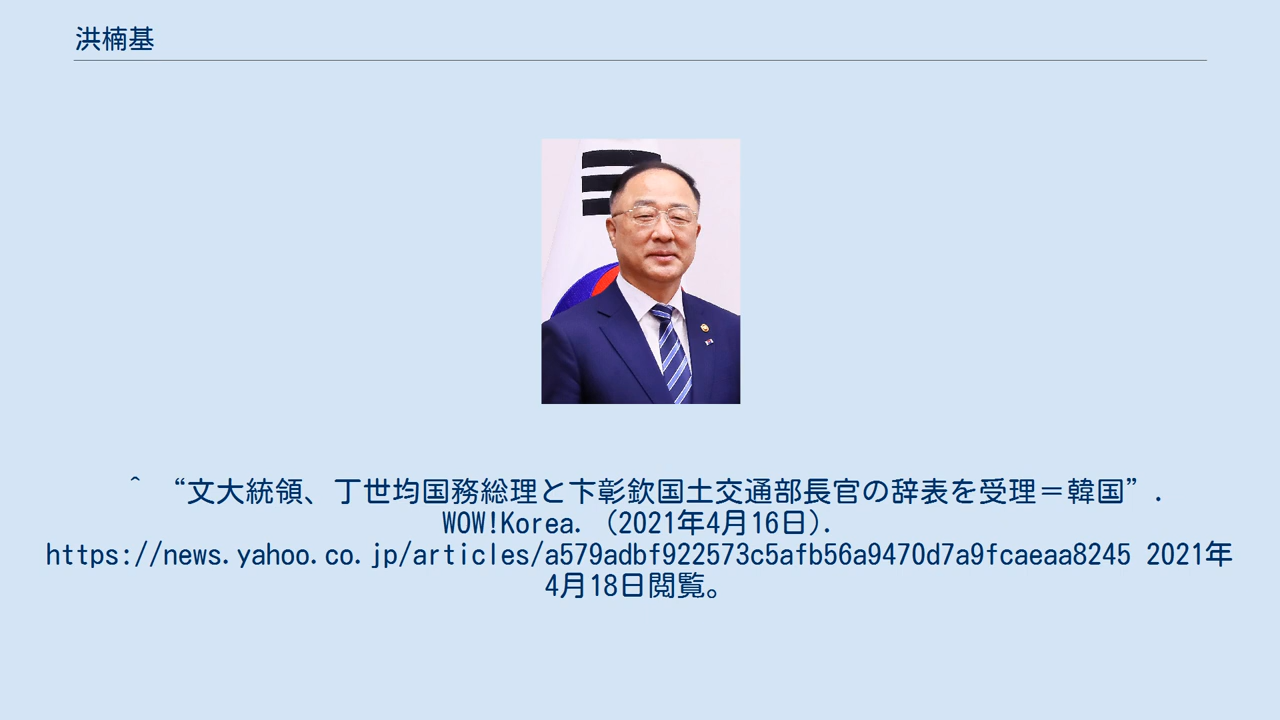 洪楠基
^ “文大統領、丁世均国務総理と卞彰欽国土交通部長官の辞表を受理＝韓国”.
WOW!Korea. (2021年4月16日).
https://news.yahoo.co.jp/articles/a579adbf922573c5afb56a9470d7a9fcaeaa8245 2021年
4月18日閲覧。